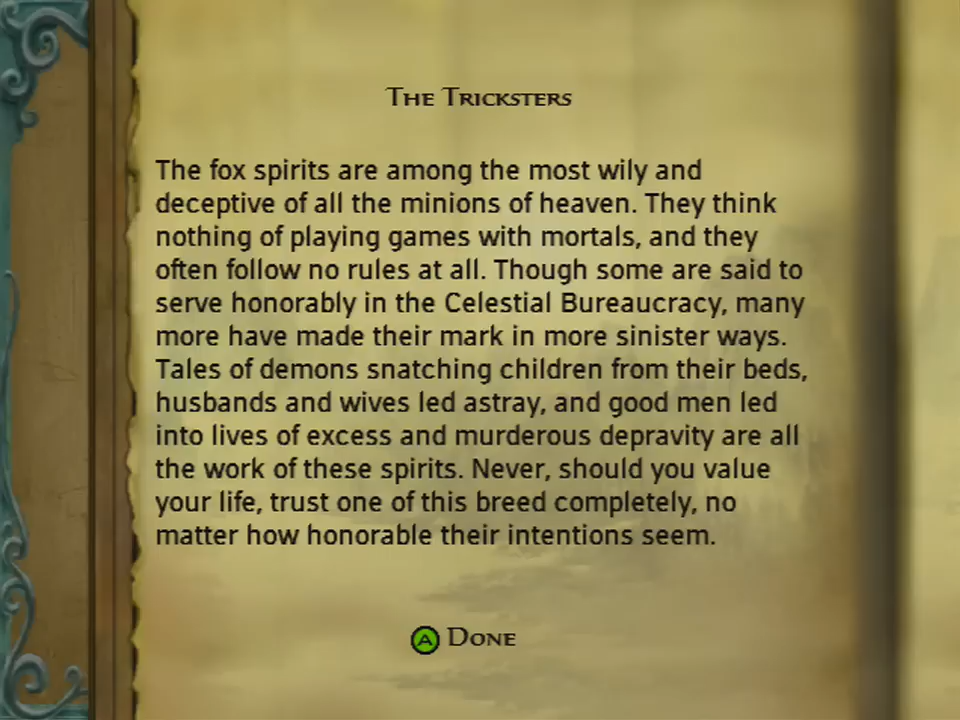 The Tricksters
The fox spirits are among the most wily and
deceptive of all the minions of heaven. They think
nothing of playing games with mortals, and they
often follow no rules at all. Though some are said to
serve honorably in the Celestial Bureaucracy, many
more have made their mark in more sinister ways.
Tales of demons snatching children from their beds,
husbands and wives led astray, and good men led
into lives of excess and murderous depravity are all
the work of these spirits. Never, should you value
your life, trust one of this breed completely, no
matter how honorable their intentions seem.
A Done